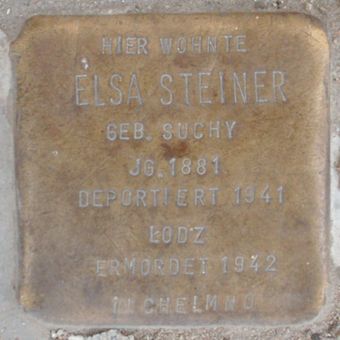 HIER WOHNTE
ELSA STEINER
GEB. SUCHY
JG. 1881
DEPORTIERT 1941
LODZ
ERMORDET 1942
IN CHELMNO